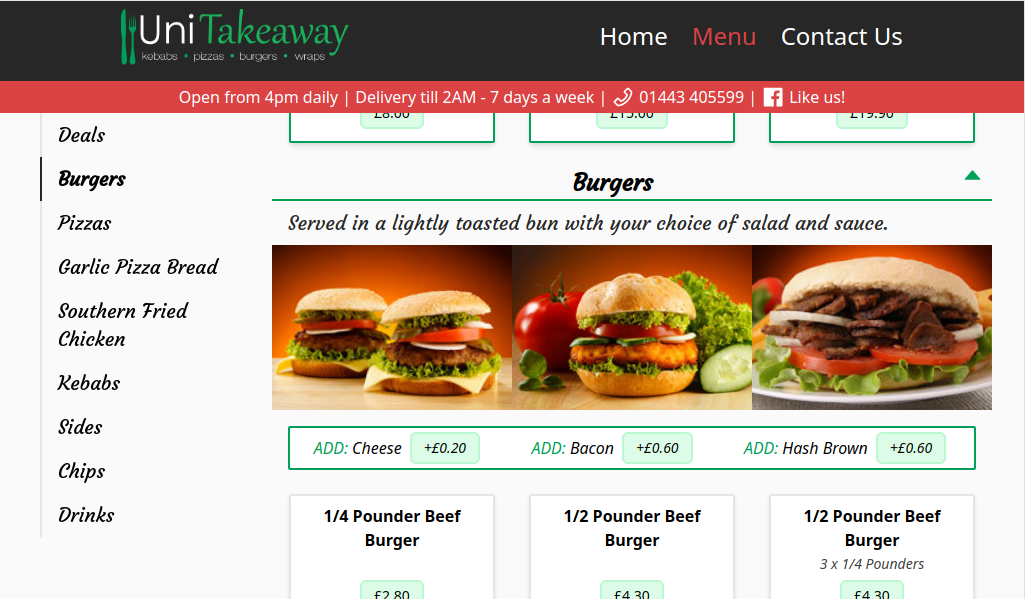 Uni Takeaway
kebabs • pizzas • burgers • wraps
Home Menu Contact Us
Open from 4pm daily | Delivery till 2AM - 7 days a week | 01443 405599 | Like us!
Deals
Burgers
Pizzas
Garlic Pizza Bread
Southern Fried
Chicken
Kebabs
Sides
Chips
Drinks
£8.00 £15.00 £19.90
Burgers
Served in a lightly toasted bun with your choice of salad and sauce.
ADD: Cheese +£0.20 ADD: Bacon +£0.60 ADD: Hash Brown +£0.60
1/4 Pounder Beef
Burger
£2.80
1/2 Pounder Beef
Burger
£4.30
1/2 Pounder Beef
Burger
3 x 1/4 Pounders
£4.30